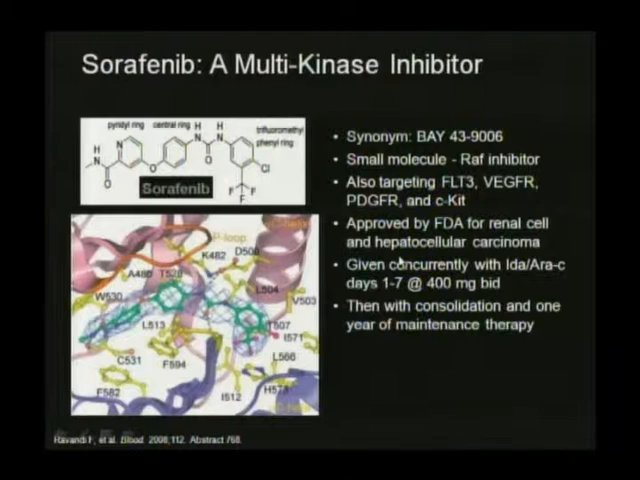 Sorafenib: A Multi-Kinase Inhibitor
pyridyl ring
central ring
trifluoromethyl
phenyl ring
H
H
N
N
N
H
N
O
O
O
Cl
F
F
F
Sorafenib
• Synonym: BAY 43-9006
• Small molecule - Raf inhibitor
• Also targeting FLT3, VEGFR,
PDGFR, and c-Kit
• Approved by FDA for renal cell
and hepatocellular carcinoma
• Given concurrently with Ida/Ara-c
days 1-7 @ 400 mg bid
• Then with consolidation and one
year of maintenance therapy
P-loop
K482
A480
T528
W530
L504
V503
L513
T507
I571
C531
F594
L566
F582
I512
Ravandi F, et al. Blood. 2008;112. Abstract 768.